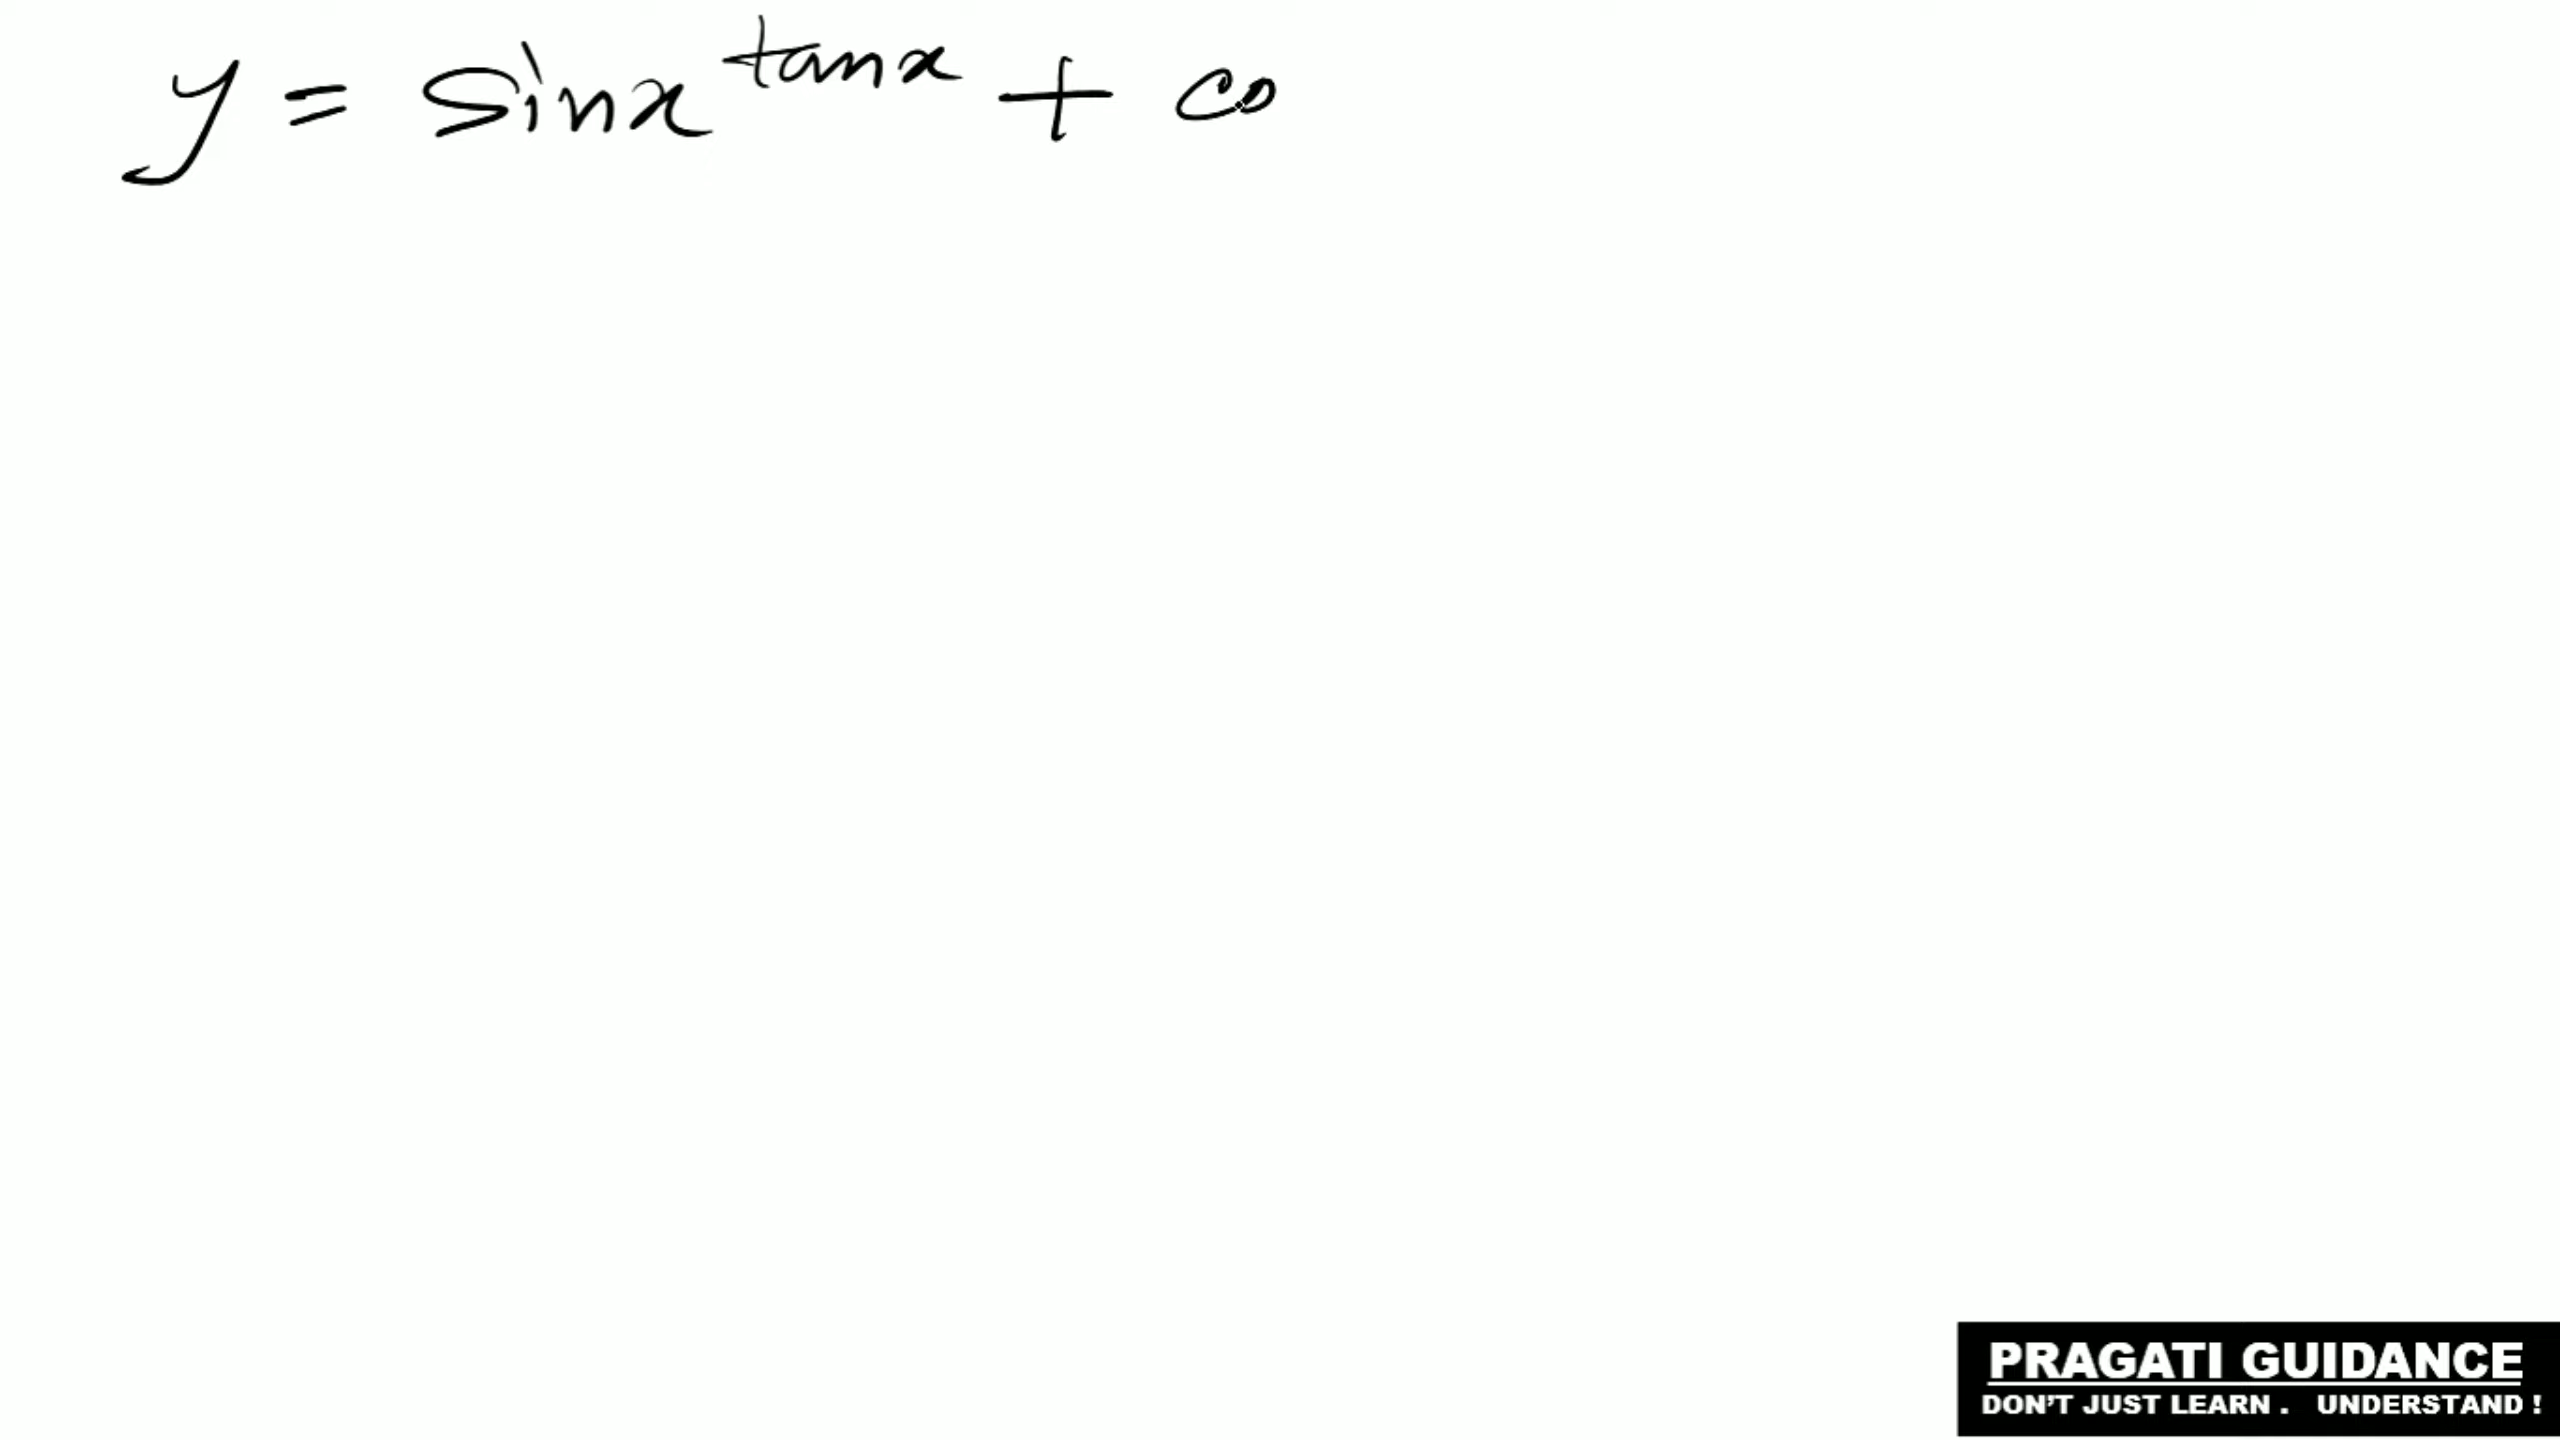 y = sinx^tanx + co
PRAGATI GUIDANCE
DON'T JUST LEARN . UNDERSTAND !